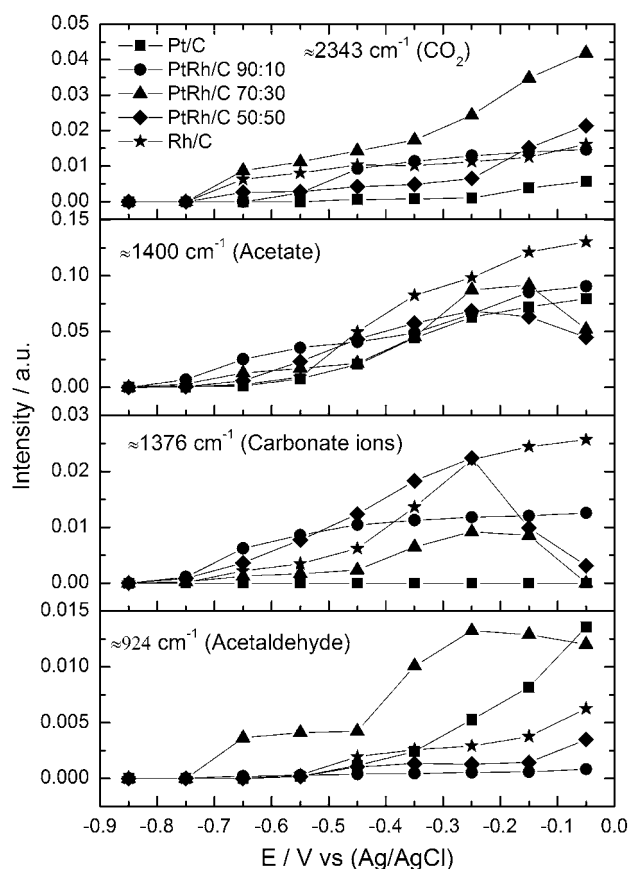 ≈2343 cm⁻¹ (CO₂)
Pt/C
PtRh/C 90:10
PtRh/C 70:30
PtRh/C 50:50
Rh/C
0.05
0.04
0.03
0.02
0.01
0.00
≈1400 cm⁻¹ (Acetate)
0.15
0.10
0.05
0.00
≈1376 cm⁻¹ (Carbonate ions)
0.03
0.02
0.01
0.00
≈924 cm⁻¹ (Acetaldehyde)
0.015
0.010
0.005
0.000
Intensity / a.u.
-0.9 -0.8 -0.7 -0.6 -0.5 -0.4 -0.3 -0.2 -0.1 0.0
E / V vs (Ag/AgCl)